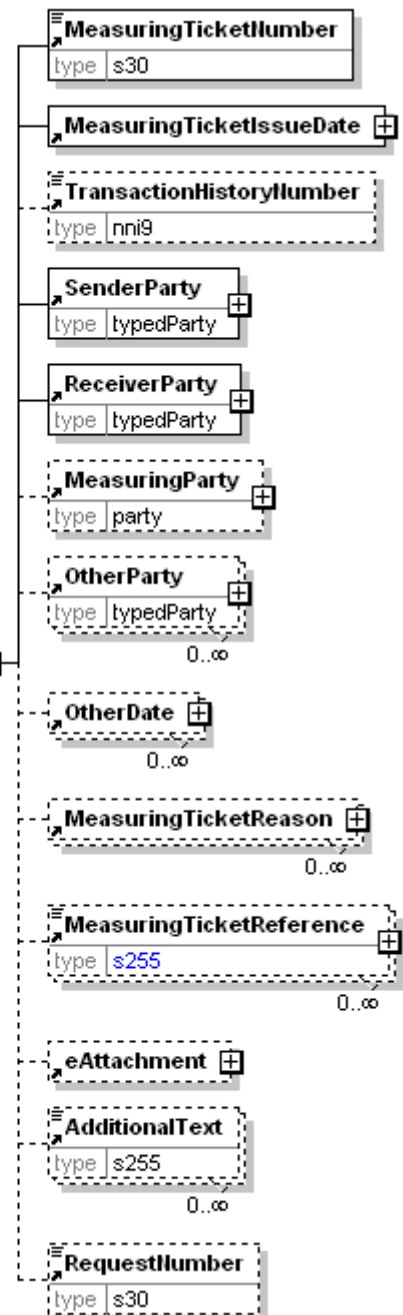 MeasuringTicketNumber
type s30
MeasuringTicketIssueDate
TransactionHistoryNumber
type nni9
SenderParty
type typedParty
ReceiverParty
type typedParty
MeasuringParty
type party
OtherParty
type typedParty
0..∞
OtherDate
0..∞
MeasuringTicketReason
0..∞
MeasuringTicketReference
type s255
0..∞
eAttachment
AdditionalText
type s255
0..∞
RequestNumber
type s30